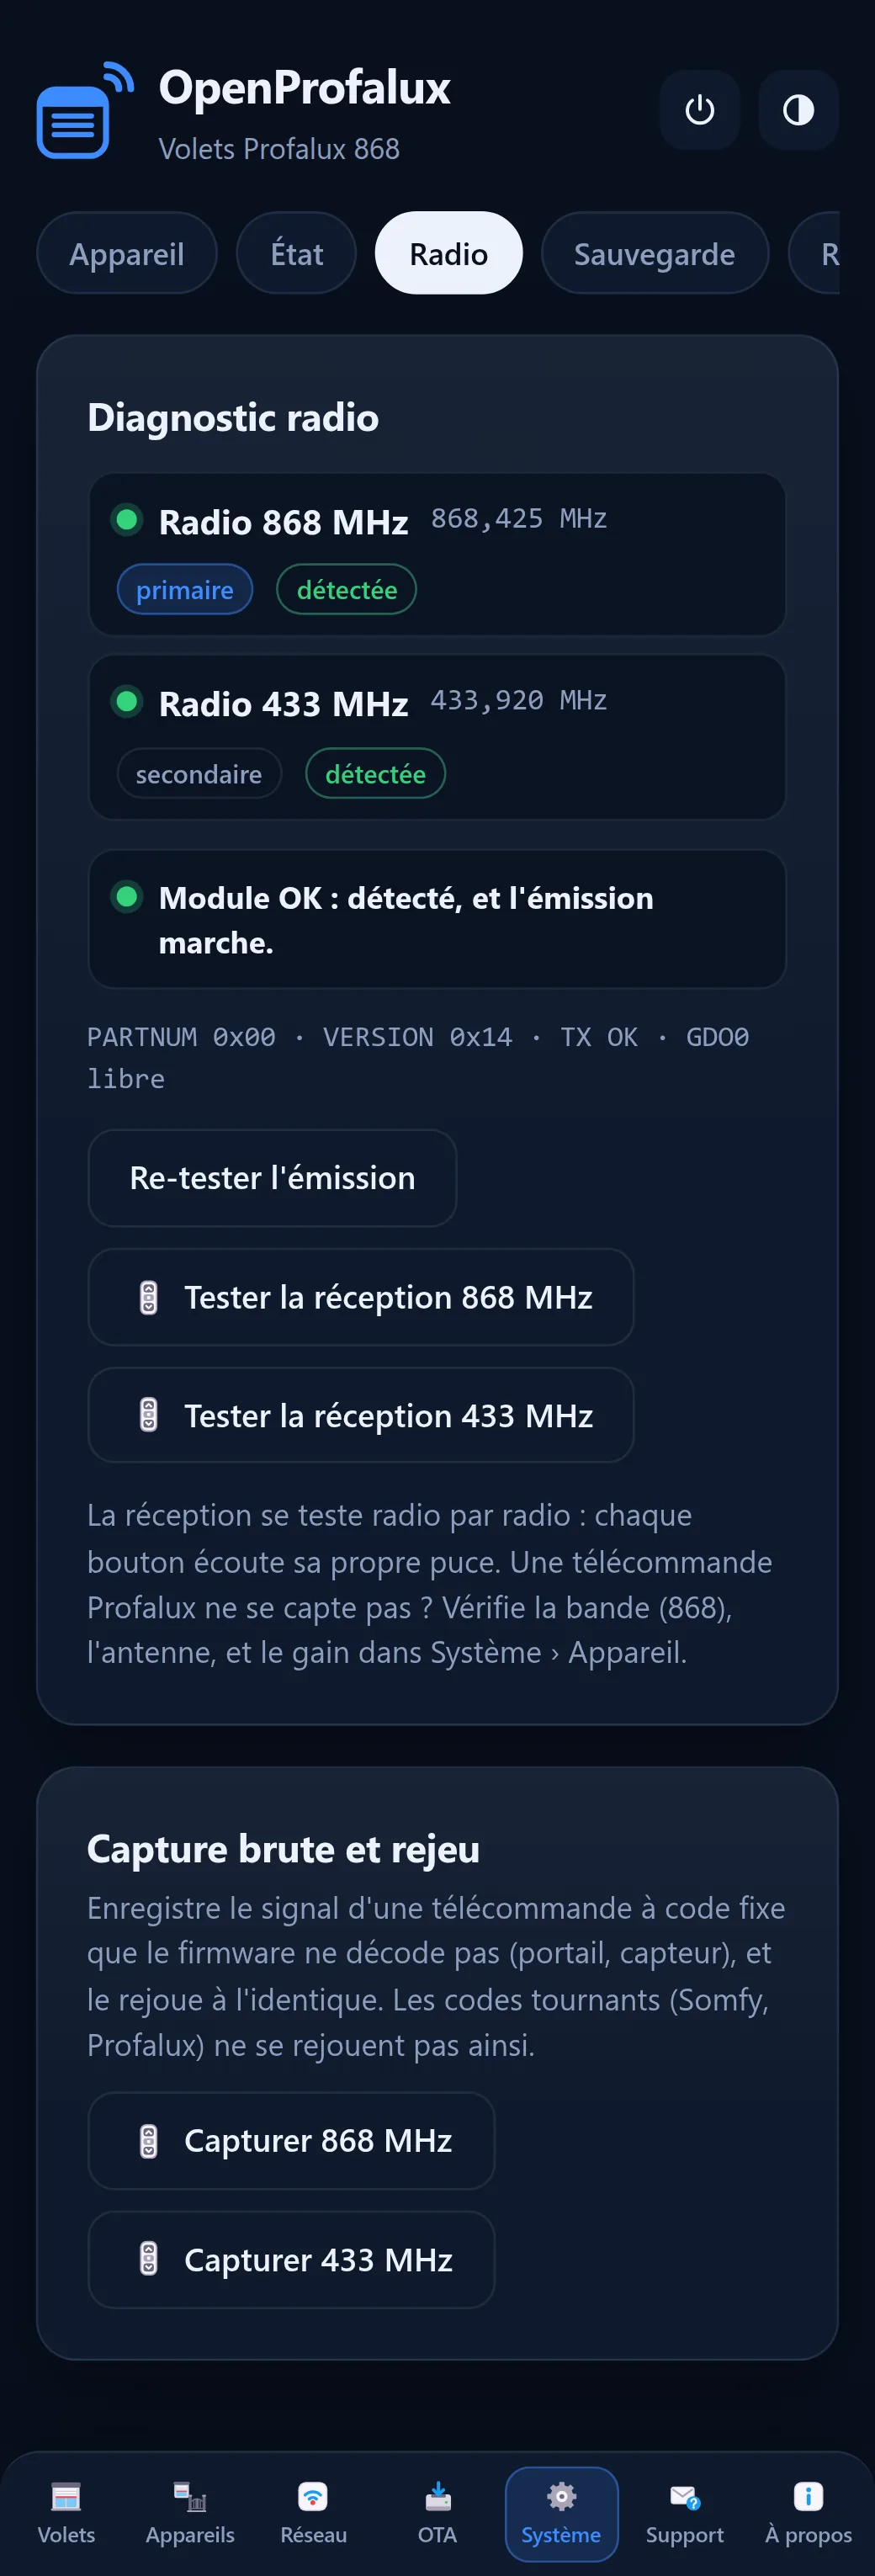 OpenProfalux
Volets Profalux 868
Appareil
État
Radio
Sauvegarde
R
Diagnostic radio
Radio 868 MHz 868,425 MHz
primaire
détectée
Radio 433 MHz 433,920 MHz
secondaire
détectée
Module OK : détecté, et l'émission
marche.
PARTNUM 0x00 · VERSION 0x14 · TX OK · GDO0
libre
Re-tester l'émission
Tester la réception 868 MHz
Tester la réception 433 MHz
La réception se teste radio par radio : chaque
bouton écoute sa propre puce. Une télécommande
Profalux ne se capte pas ? Vérifie la bande (868),
l'antenne, et le gain dans Système › Appareil.
Capture brute et rejeu
Enregistre le signal d'une télécommande à code fixe
que le firmware ne décode pas (portail, capteur), et
le rejoue à l'identique. Les codes tournants (Somfy,
Profalux) ne se rejouent pas ainsi.
Capturer 868 MHz
Capturer 433 MHz
Volets
Appareils
Réseau
OTA
Système
Support
À propos